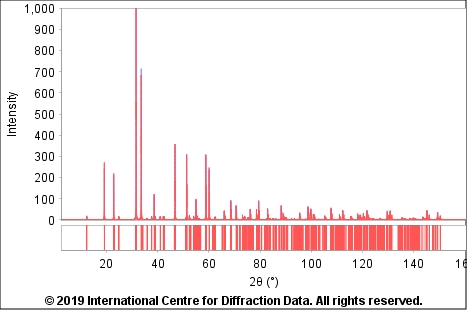 1,000
900
800
700
600
500
400
300
200
100
0
Intensity
20 40 60 80 100 120 140 16
2θ (°)
© 2019 International Centre for Diffraction Data. All rights reserved.